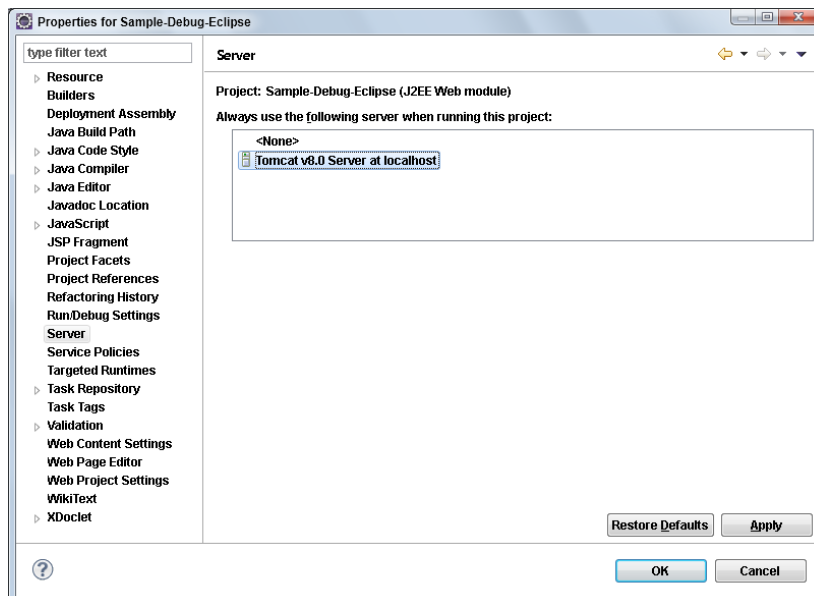 Properties for Sample-Debug-Eclipse
type filter text
Resource
Builders
Deployment Assembly
Java Build Path
Java Code Style
Java Compiler
Java Editor
Javadoc Location
JavaScript
JSP Fragment
Project Facets
Project References
Refactoring History
Run/Debug Settings
Server
Service Policies
Targeted Runtimes
Task Repository
Task Tags
Validation
Web Content Settings
Web Page Editor
Web Project Settings
WikiText
XDoclet
Server
Project: Sample-Debug-Eclipse (J2EE Web module)
Always use the following server when running this project:
<None>
Tomcat v8.0 Server at localhost
Restore Defaults
Apply
OK
Cancel